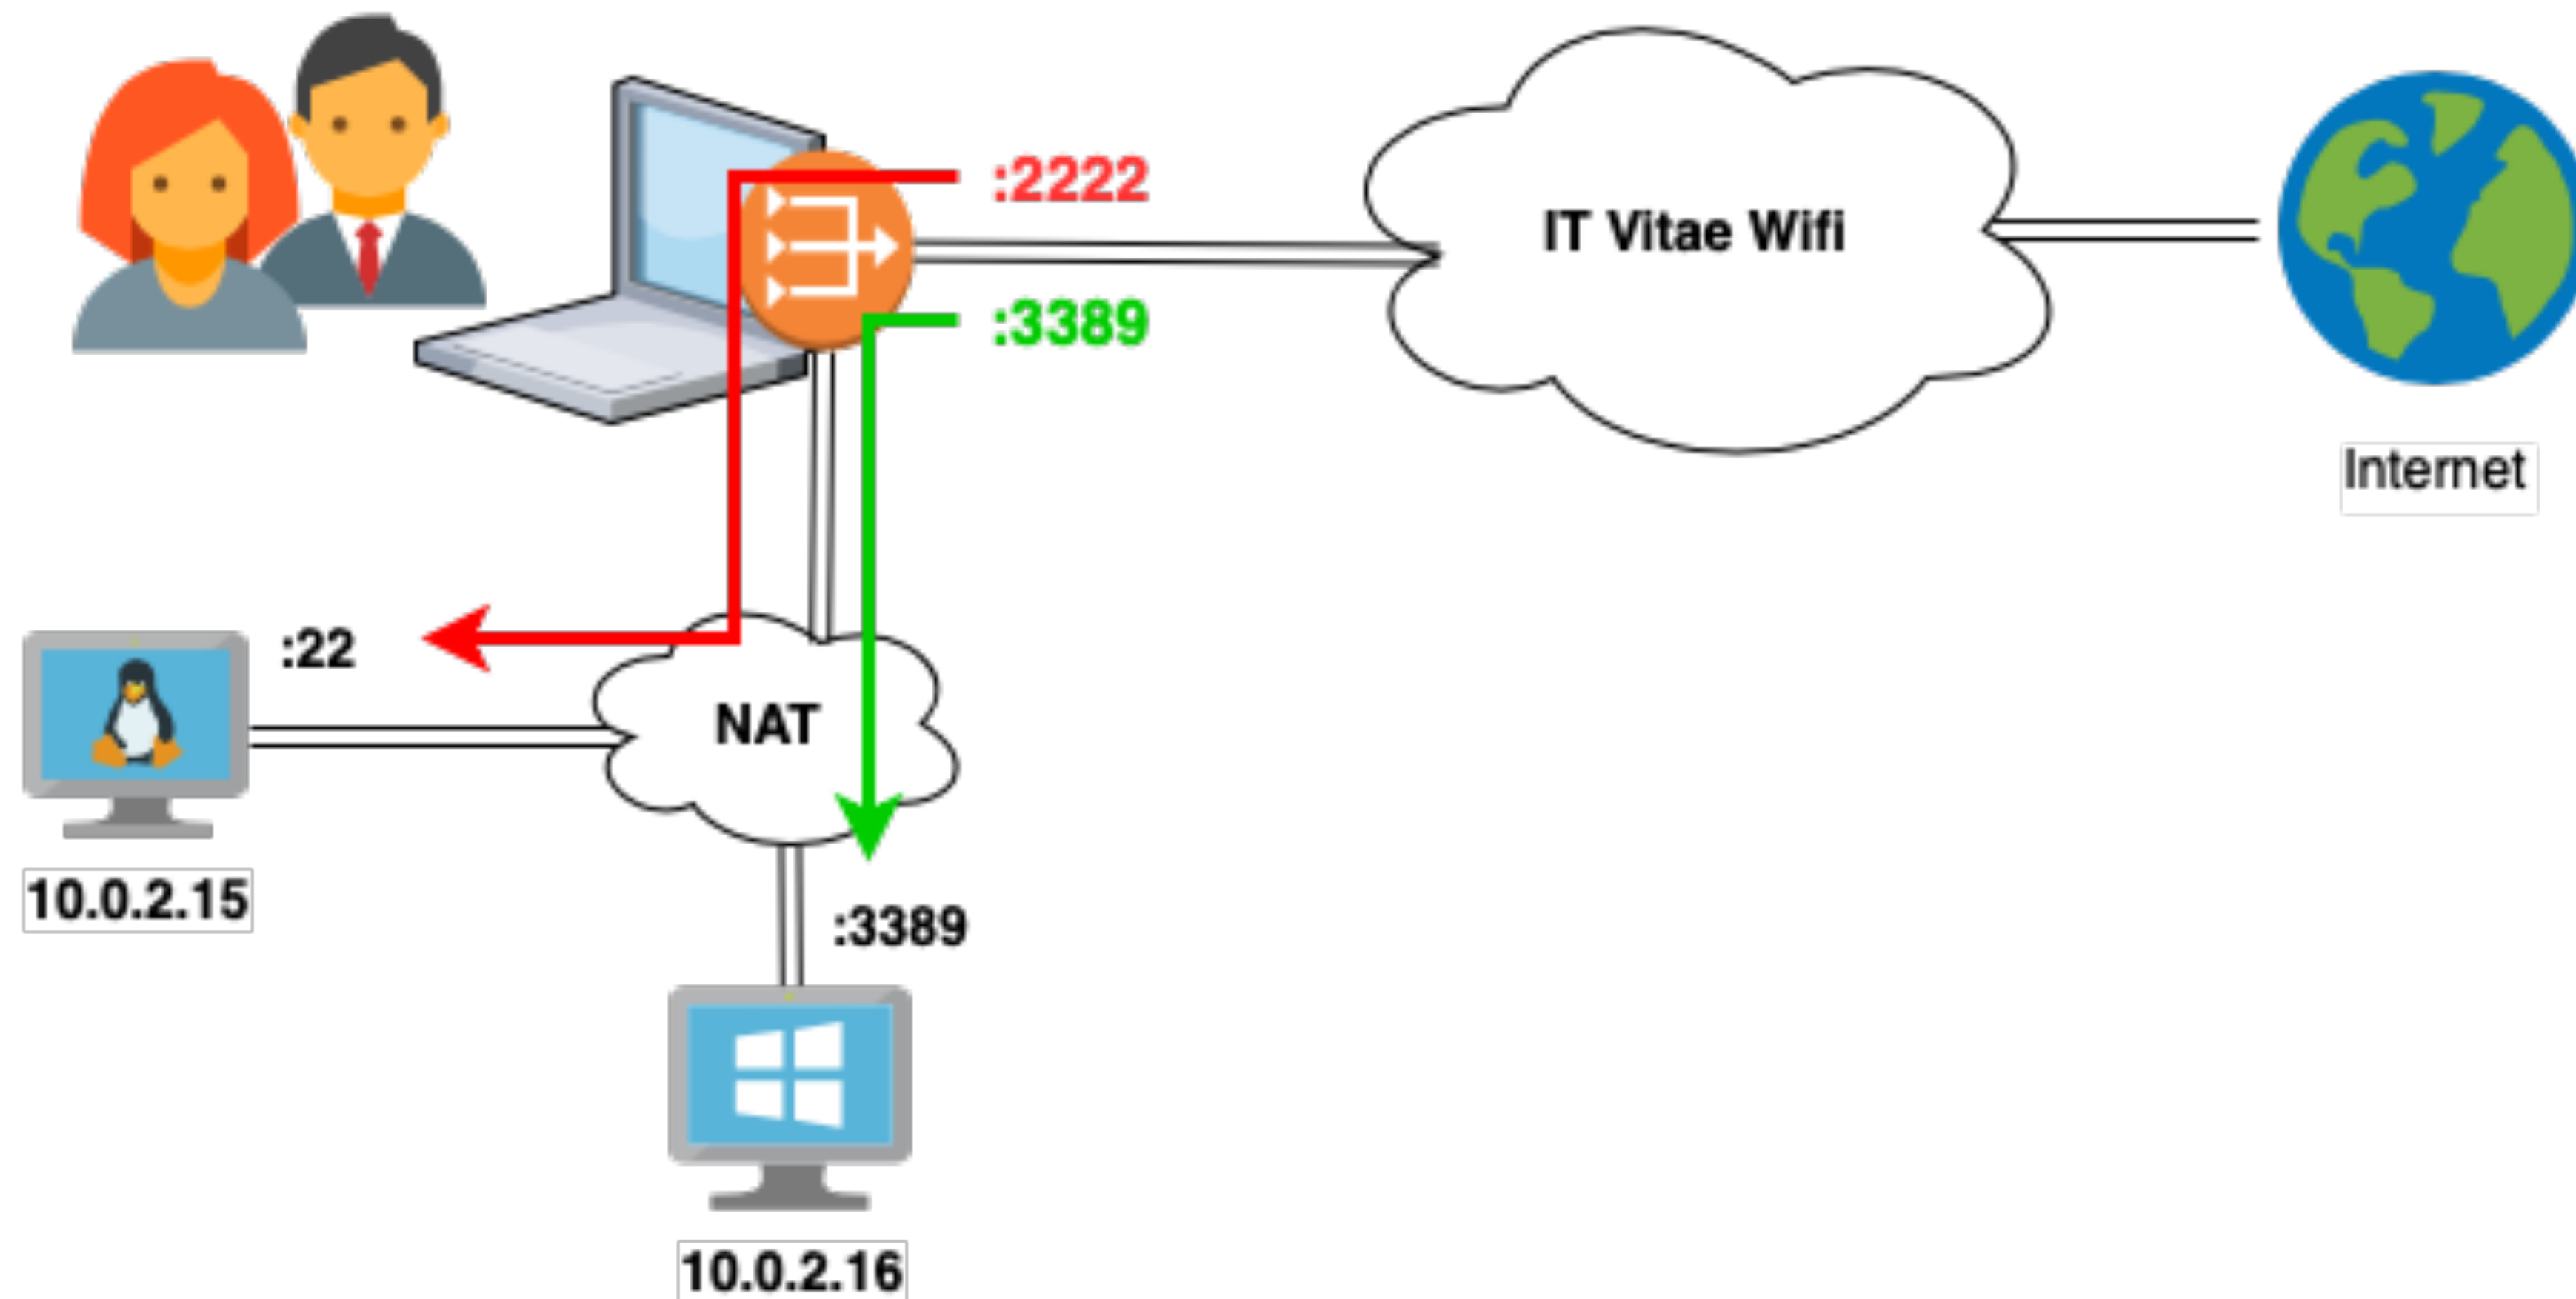 :2222
IT Vitae Wifi
:3389
Internet
:22
NAT
10.0.2.15
:3389
10.0.2.16